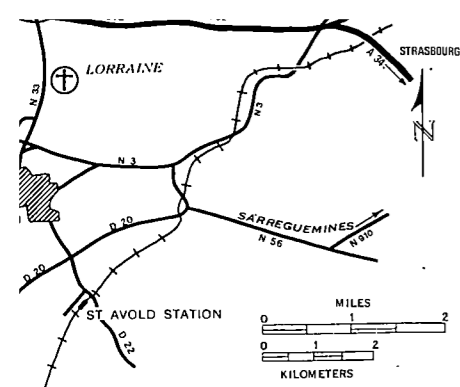 STRASBOURG
A 34
LORRAINE
N 33
N 3
N
N 3
SARREGUEMINES
D 20
N 56
N 910
D 20
ST. AVOLD STATION
D 22
MILES
0 1 2
0 1 2
KILOMETERS